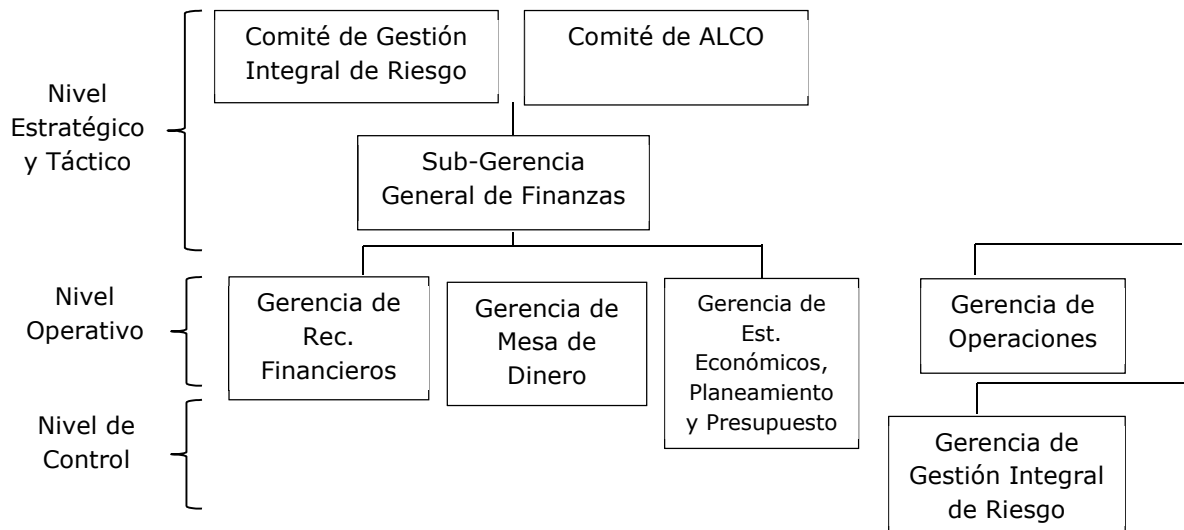 Comité de Gestión
Integral de Riesgo
Comité de ALCO
Nivel
Estratégico
y Táctico
Sub-Gerencia
General de Finanzas
Nivel
Operativo
Gerencia de
Rec.
Financieros
Gerencia de
Mesa de
Dinero
Gerencia de
Est.
Económicos,
Planeamiento
y Presupuesto
Gerencia de
Operaciones
Nivel de
Control
Gerencia de
Gestión Integral
de Riesgo